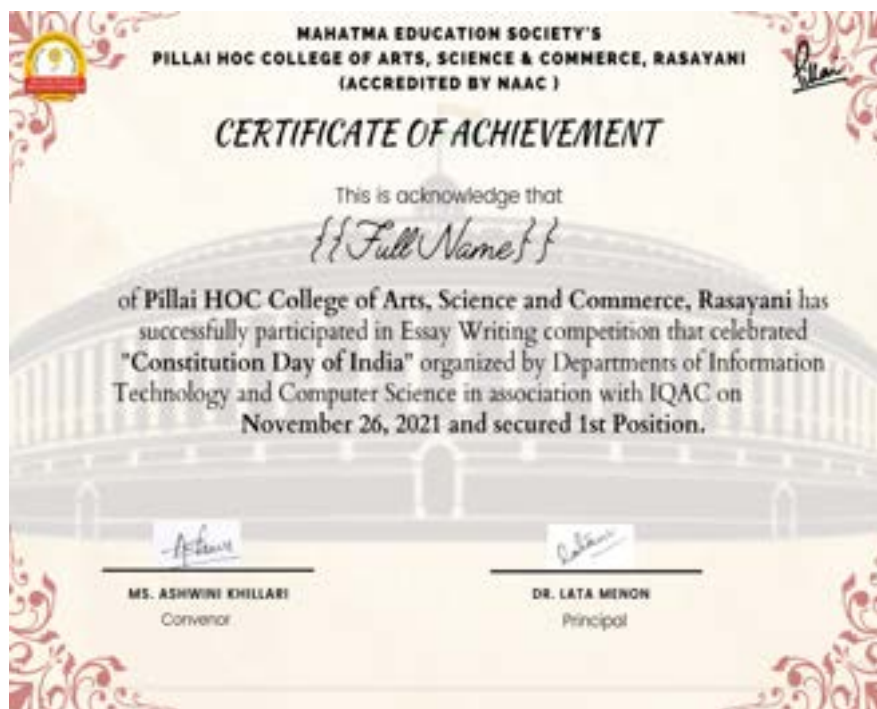 MAHATMA EDUCATION SOCIETY'S
PILLAI HOC COLLEGE OF ARTS, SCIENCE & COMMERCE, RASAYANI
(ACCREDITED BY NAAC )
Pillai
CERTIFICATE OF ACHIEVEMENT
This is acknowledge that
{{Full Name}}
of Pillai HOC College of Arts, Science and Commerce, Rasayani has
successfully participated in Essay Writing competition that celebrated
"Constitution Day of India" organized by Departments of Information
Technology and Computer Science in association with IQAC on
November 26, 2021 and secured 1st Position.
MS. ASHWINI KHILLARI
DR. LATA MENON
Convenor
Principal